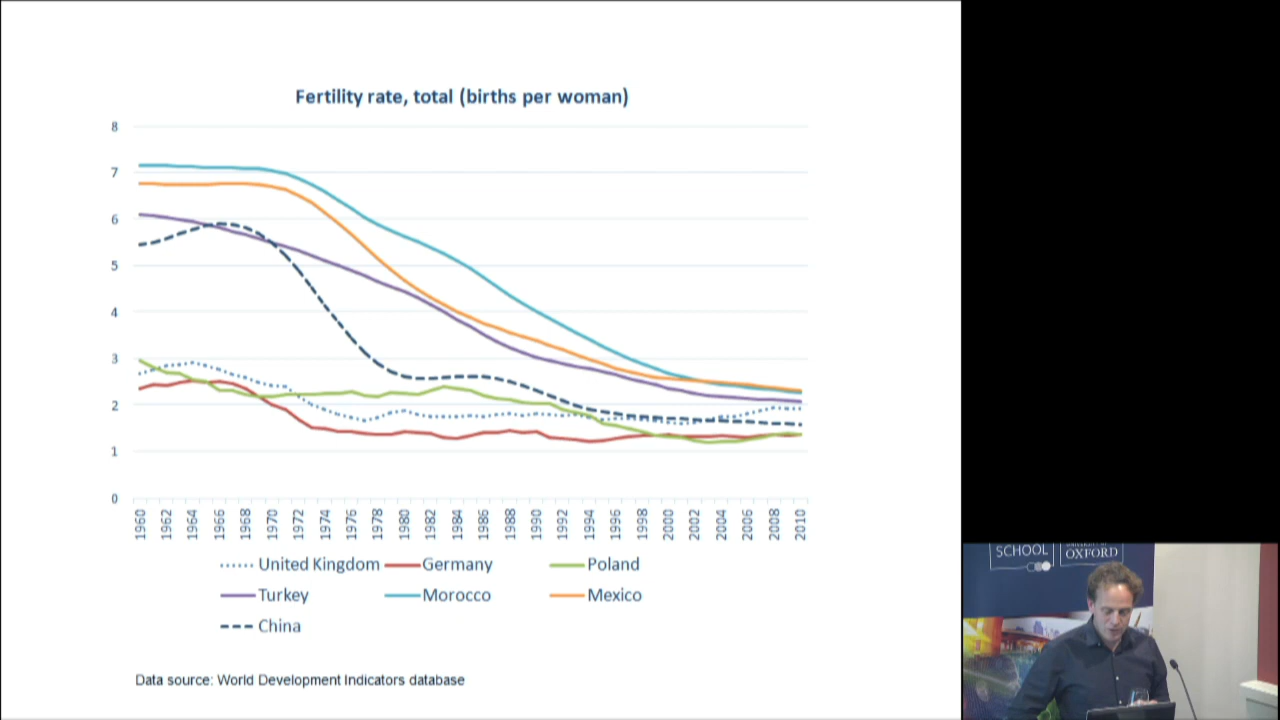 Fertility rate, total (births per woman)
8
7
6
5
4
3
2
1
0
1960 1962 1964 1966 1968 1970 1972 1974 1976 1978 1980 1982 1984 1986 1988 1990 1992 1994 1996 1998 2000 2002 2004 2006 2008 2010
United Kingdom Germany Poland
Turkey Morocco Mexico
China
Data source: World Development Indicators database
SCHOOL
OXFORD